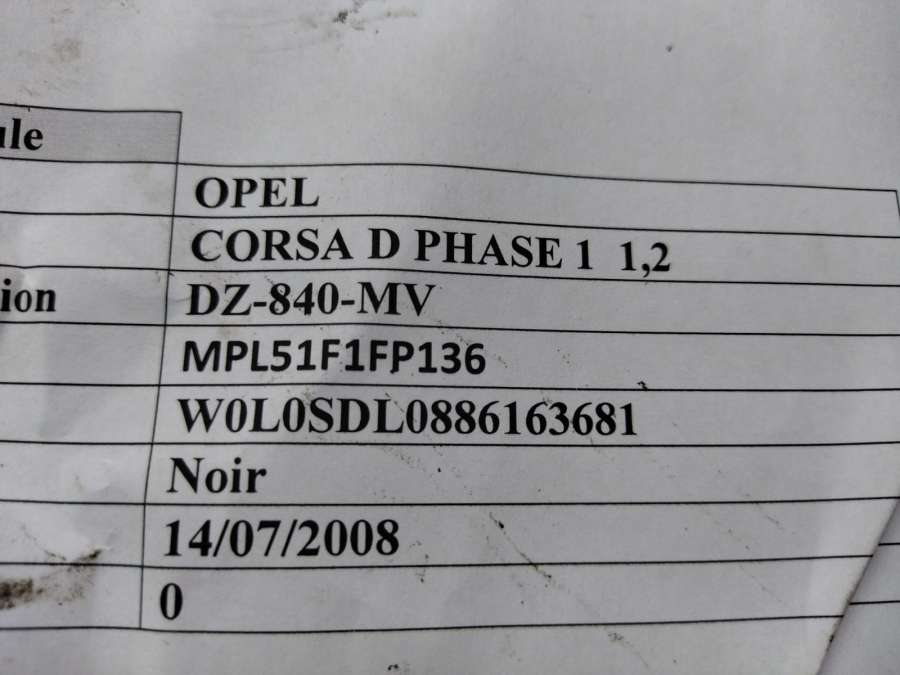 ule
OPEL
CORSA D PHASE 1 1,2
ion
DZ-840-MV
MPL51F1FP136
W0L0SDL0886163681
Noir
14/07/2008
0